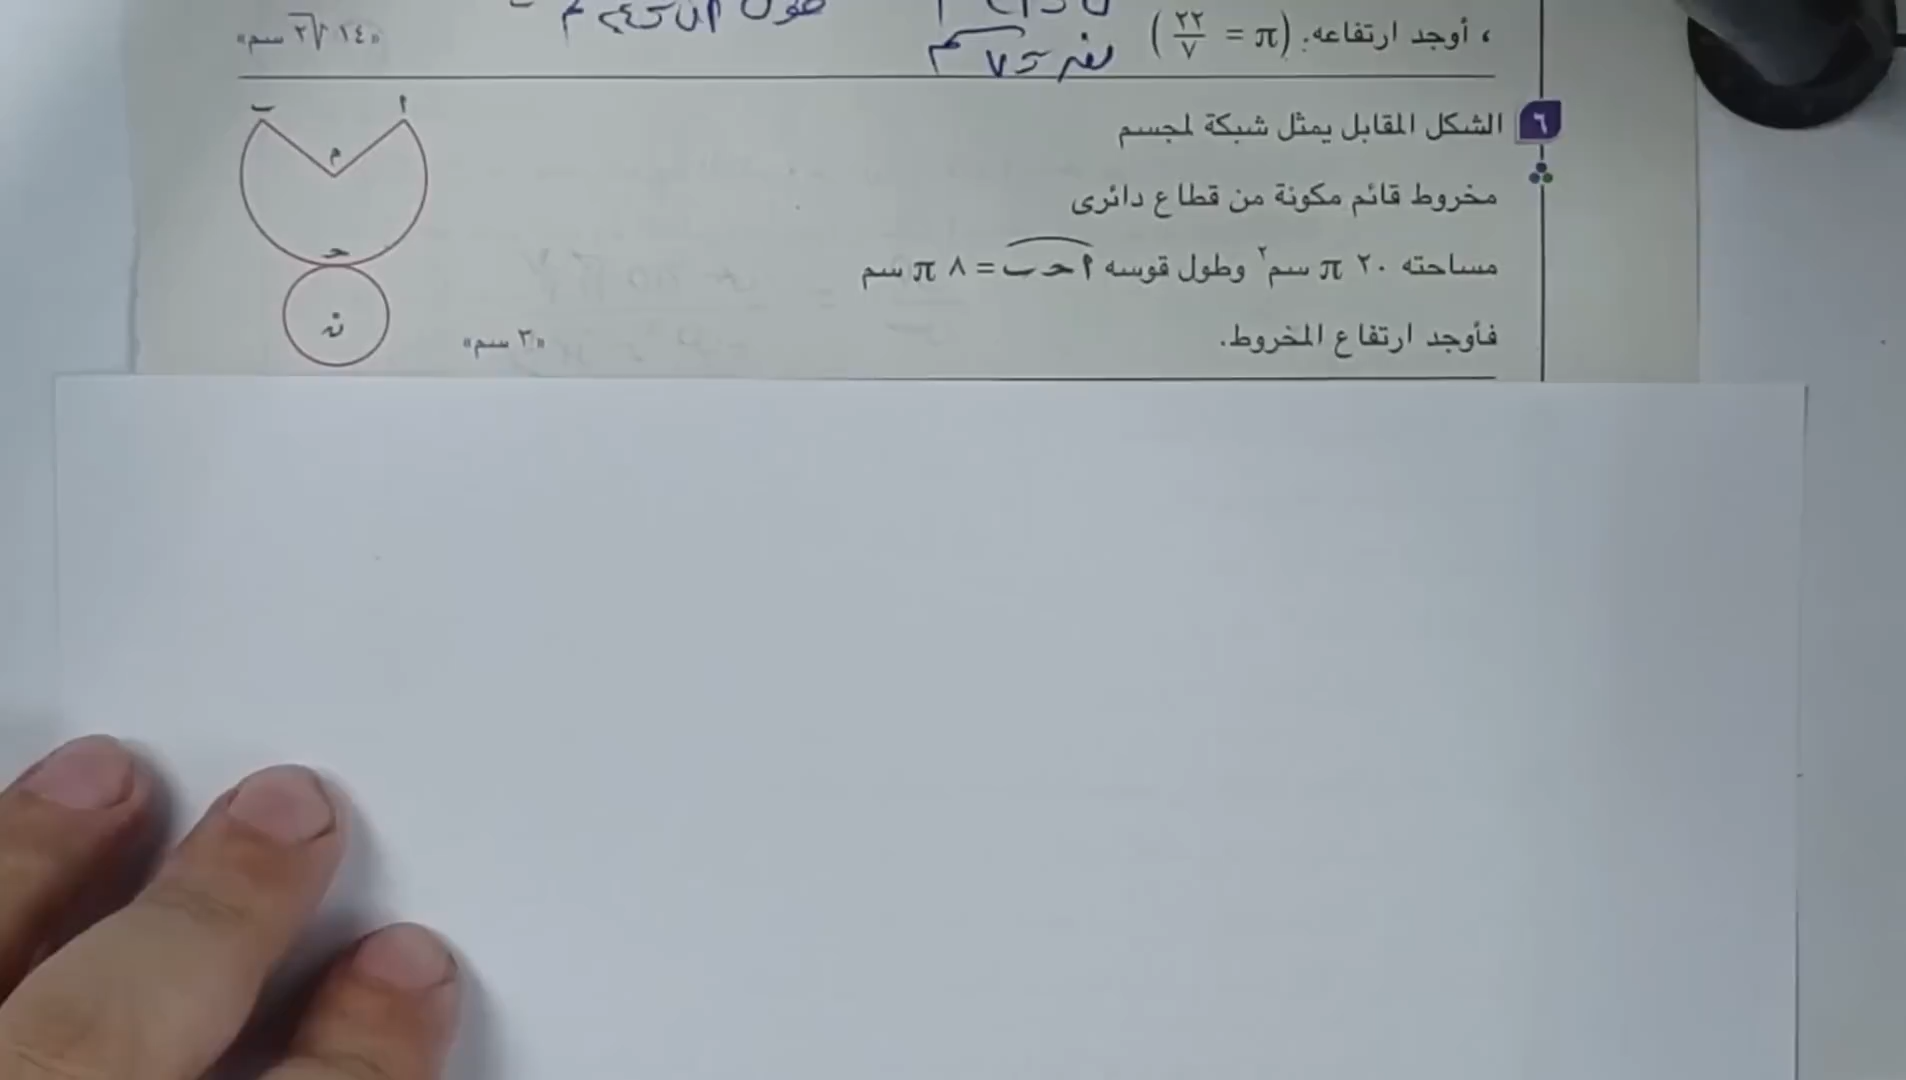 ، أوجد ارتفاعه. (π = ٢٢/٧) «١٤ √٢ سم»
٦ الشكل المقابل يمثل شبكة لمجسم
مخروط قائم مكونة من قطاع دائرى
مساحته ٢٠ π سم٢ وطول قوسه ا حـ ب = ٨ π سم
فأوجد ارتفاع المخروط. «٣ سم»
ب ا
م
حـ
ن